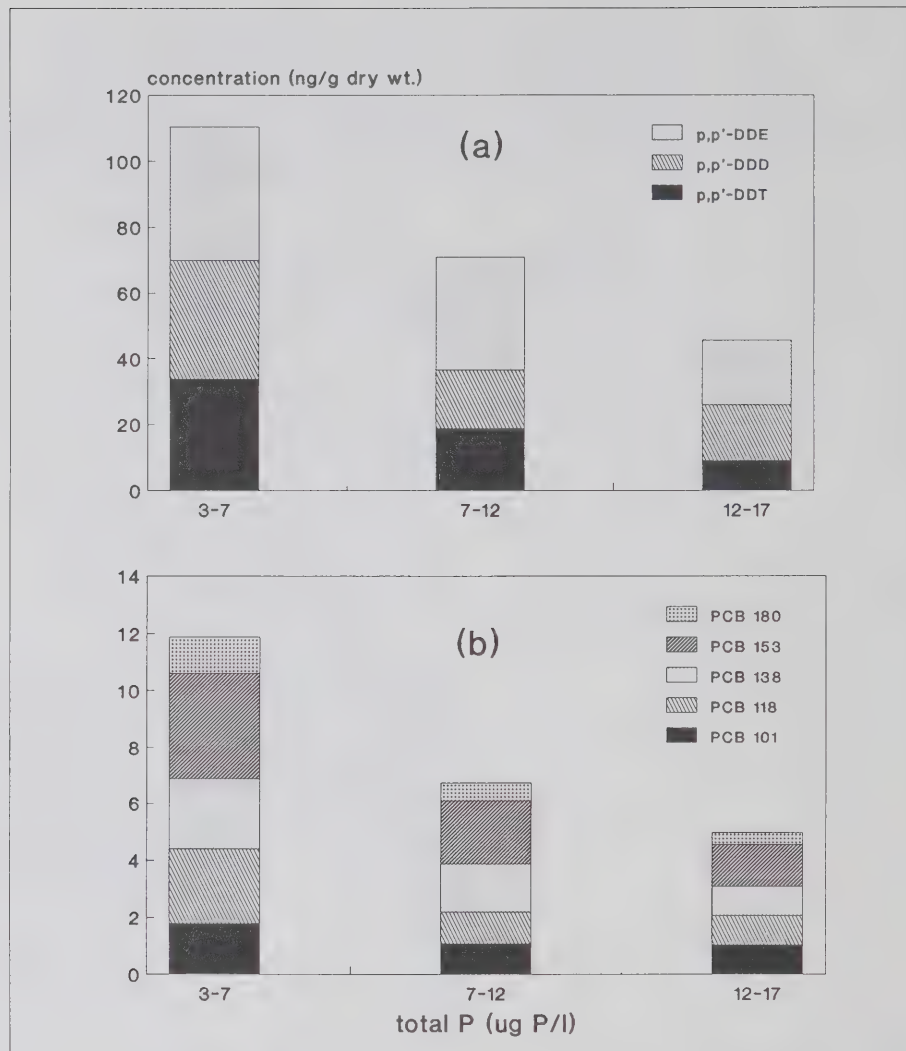 concentration (ng/g dry wt.)
120
100
80
60
40
20
0
(a)
p,p'-DDE
p,p'-DDD
p,p'-DDT
3-7
7-12
12-17
14
12
10
8
6
4
2
0
(b)
PCB 180
PCB 153
PCB 138
PCB 118
PCB 101
3-7
7-12
12-17
total P (ug P/l)